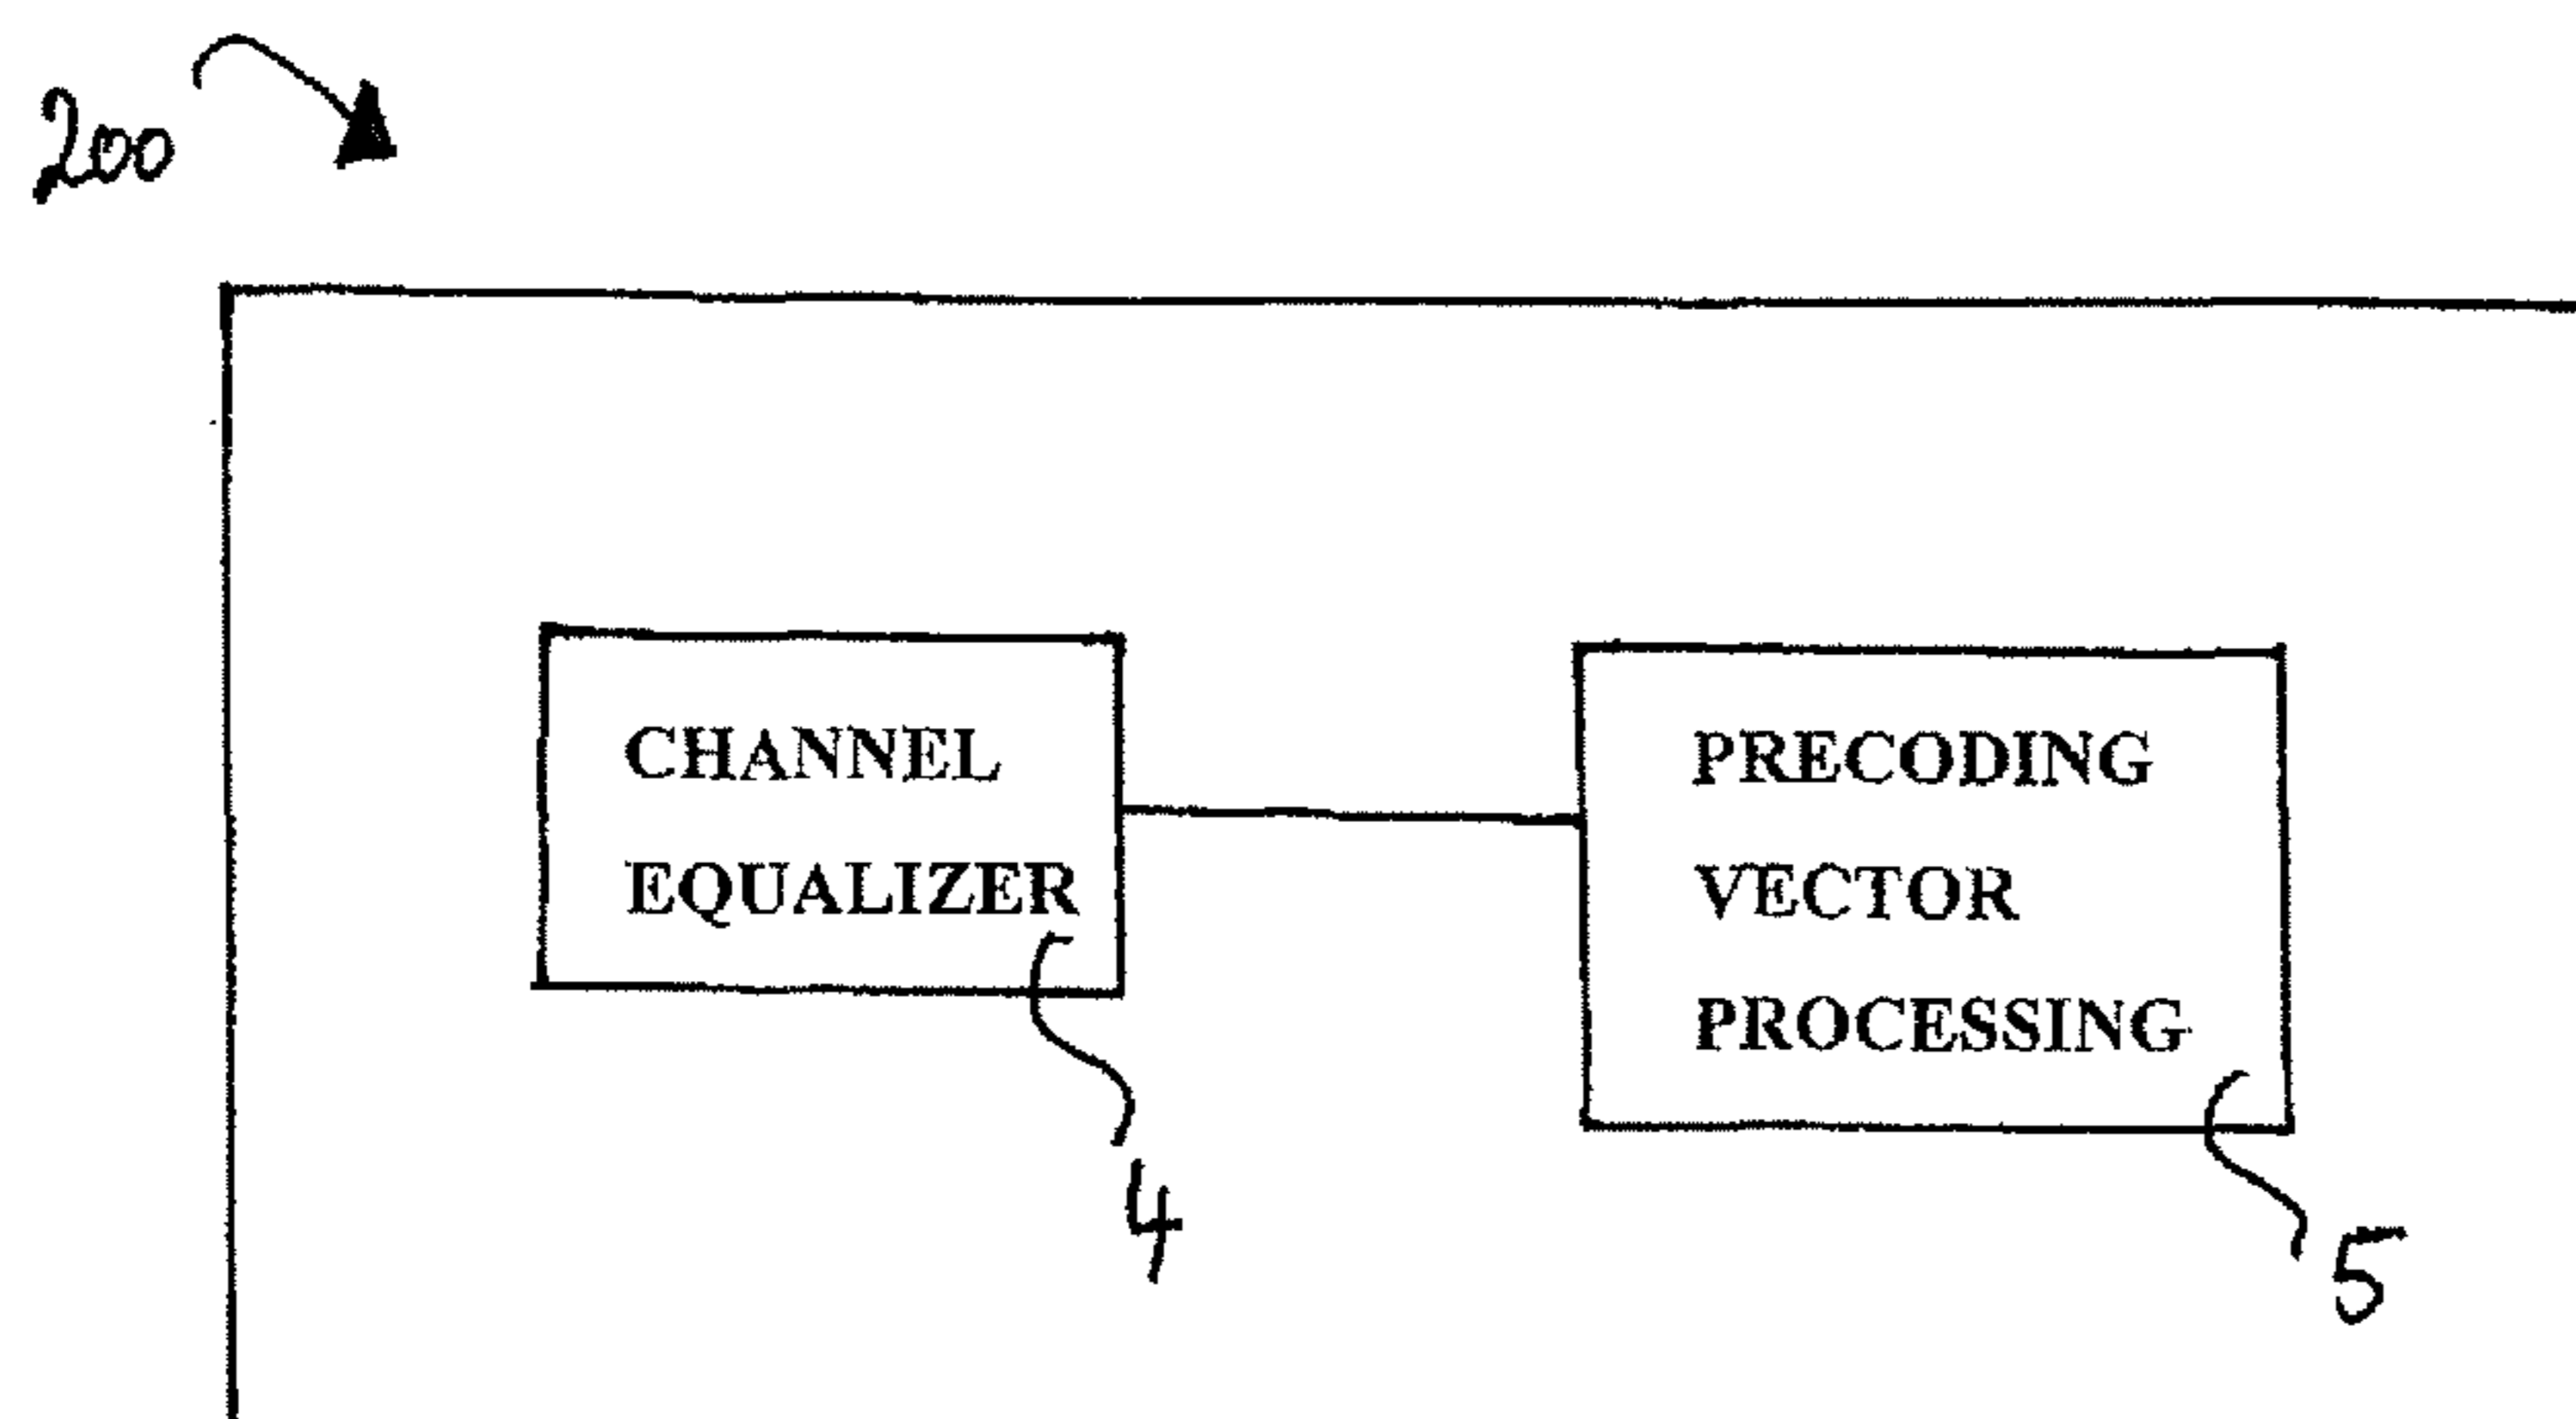 200
CHANNEL
EQUALIZER
4
PRECODING
VECTOR
PROCESSING
5